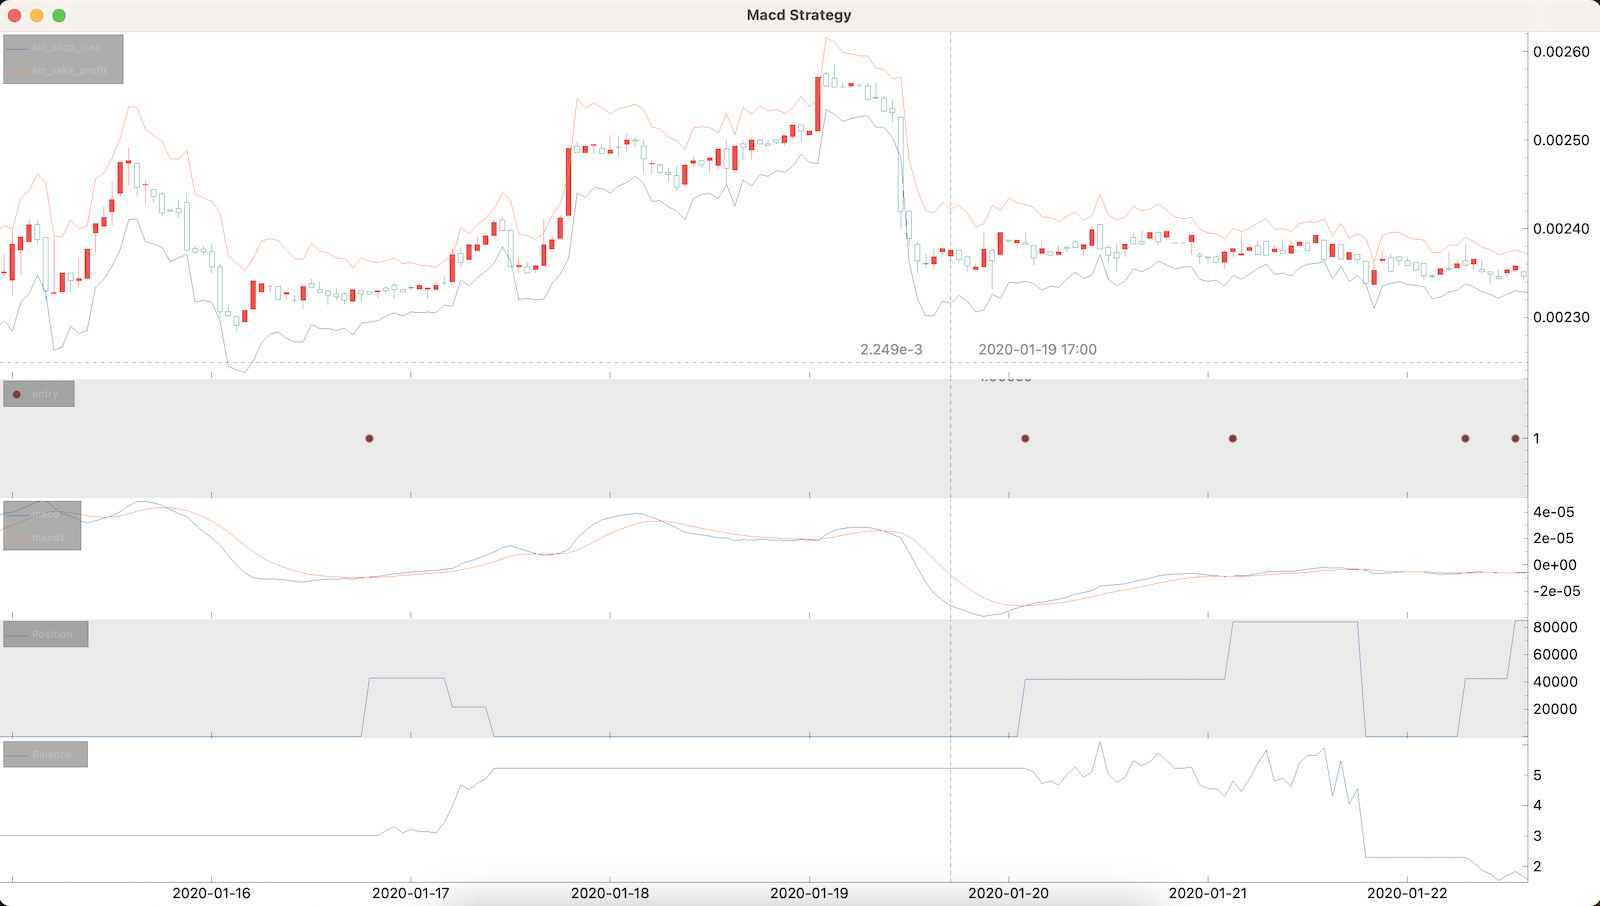 Macd Strategy
atr_stop_loss
atr_take_profit
0.00260
0.00250
0.00240
0.00230
2.249e-3
2020-01-19 17:00
entry
1
macd
macds
4e-05
2e-05
0e+00
-2e-05
Position
80000
60000
40000
20000
Balance
5
4
3
2
2020-01-16
2020-01-17
2020-01-18
2020-01-19
2020-01-20
2020-01-21
2020-01-22